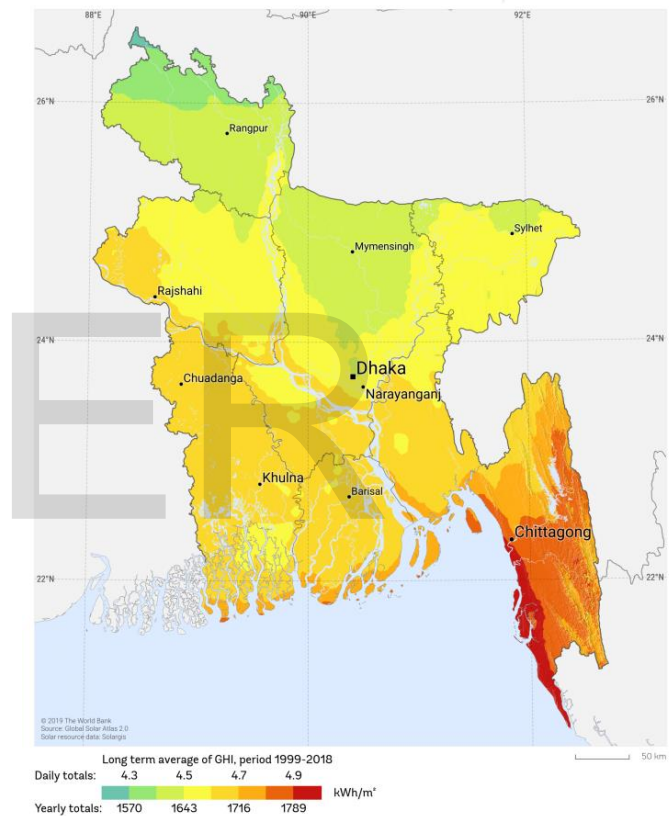 88°E 90°E 92°E
26°N 26°N
Rangpur
Sylhet
Mymensingh
Rajshahi
24°N 24°N
Dhaka
Chuadanga
Narayanganj
ER
Khulna
Barisal
Chittagong
22°N 22°N
© 2019 The World Bank
Source: Global Solar Atlas 2.0
Solar resource data: Solargis
50 km
Long term average of GHI, period 1999-2018
Daily totals: 4.3 4.5 4.7 4.9
kWh/m²
Yearly totals: 1570 1643 1716 1789